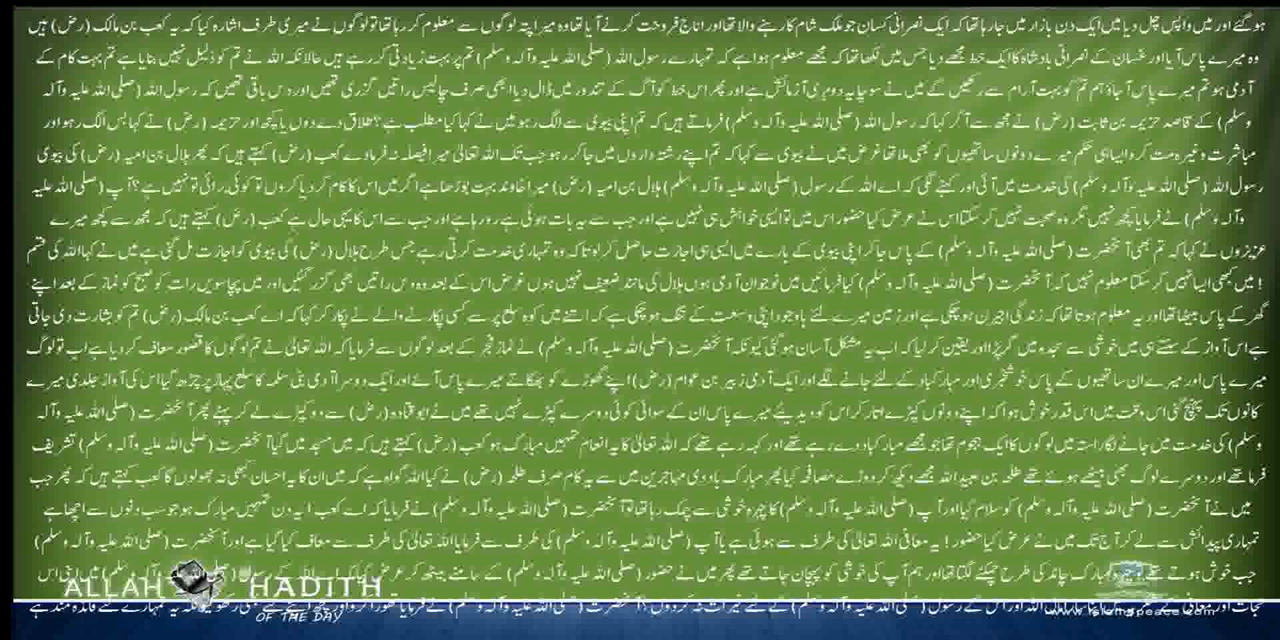 ہو گئے اور میں واپس چل دیا میں ایک دن بازار میں جا رہا تھا کہ ایک نصرانی کسان جو ملک شام کا رہنے والا تھا اور اناج فروخت کرنے آیا تھا وہ میرا پتہ لوگوں سے معلوم کر رہا تھا تو لوگوں نے میری طرف اشارہ کیا کہ یہ کعب بن مالک (رض) ہیں
وہ میرے پاس آیا اور غسان کے نصرانی بادشاہ کا ایک خط مجھے دیا جس میں لکھا تھا کہ مجھے معلوم ہوا ہے کہ تمہارے رسول اللہ (صلی اللہ علیہ وآلہ وسلم) تم پر بہت زیادتی کر رہے ہیں حالانکہ اللہ نے تم کو ذلیل نہیں بنایا ہے تم بہت کام کے
آدمی ہو تم میرے پاس آ جاؤ ہم تم کو بہت آرام سے رکھیں گے میں نے سوچا یہ دوہری آزمائش ہے اور پھر اس خط کو آگ کے تندور میں ڈال دیا ابھی صرف چالیس راتیں گزری تھیں اور دس باقی تھیں کہ رسول اللہ (صلی اللہ علیہ وآلہ
وسلم) کے قاصد خزیمہ بن ثابت (رض) نے مجھ سے آ کر کہا کہ رسول اللہ (صلی اللہ علیہ وآلہ وسلم) فرماتے ہیں کہ تم اپنی بیوی سے الگ رہو میں نے کہا کیا مطلب ہے؟ طلاق دے دوں یا کچھ اور خزیمہ (رض) نے کہا بس الگ رہو اور
مباشرت وغیرہ مت کرو ایسا ہی حکم میرے دونوں ساتھیوں کو بھی ملا تھا غرض میں نے بیوی سے کہا کہ تم اپنے رشتہ داروں میں جا کر رہو جب تک اللہ تعالیٰ میرا فیصلہ نہ فرما دے کعب (رض) کہتے ہیں کہ پھر ہلال بن امیہ (رض) کی بیوی
رسول اللہ (صلی اللہ علیہ وآلہ وسلم) کی خدمت میں آئی اور کہنے لگی کہ اے اللہ کے رسول (صلی اللہ علیہ وآلہ وسلم) ہلال بن امیہ (رض) میرا خاوند بہت بوڑھا ہے اگر میں اس کا کام کر دیا کروں تو کوئی برائی تو نہیں ہے؟ آپ (صلی اللہ علیہ
وآلہ وسلم) نے فرمایا کچھ نہیں مگر وہ صحبت نہیں کر سکتا اس نے عرض کیا حضور اس میں تو ایسی خواہش ہی نہیں ہے اور جب سے یہ بات ہوئی ہے رو رہا ہے اور جب سے اس کا یہی حال ہے کعب (رض) کہتے ہیں کہ مجھ سے کچھ میرے
عزیزوں نے کہا کہ تم بھی آنحضرت (صلی اللہ علیہ وآلہ وسلم) کے پاس جا کر اپنی بیوی کے بارے میں ایسی ہی اجازت حاصل کر لو تاکہ وہ تمہاری خدمت کرتی رہے جس طرح ہلال (رض) کی بیوی کو اجازت مل گئی ہے میں نے کہا اللہ کی قسم
! میں کبھی ایسا نہیں کر سکتا معلوم نہیں کہ آنحضرت (صلی اللہ علیہ وآلہ وسلم) کیا فرمائیں میں نوجوان آدمی ہوں ہلال کی مانند ضعیف نہیں ہوں غرض اس کے بعد وہ دس راتیں بھی گزر گئیں اور میں پچاسویں رات کو صبح کو نماز کے بعد اپنے
گھر کے پاس بیٹھا تھا اور یہ معلوم ہوتا تھا کہ زندگی اجیرن ہو چکی ہے اور زمین میرے لئے باوجود اپنی وسعت کے تنگ ہو چکی ہے کہ اتنے میں کوہ سلع پر سے کسی پکارنے والے نے پکار کر کہا کہ اے کعب بن مالک (رض) تم کو بشارت دی جاتی
ہے اس آواز کے سنتے ہی میں خوشی سے سجدہ میں گر پڑا اور یقین کر لیا کہ اب یہ مشکل آسان ہو گئی کیونکہ آنحضرت (صلی اللہ علیہ وآلہ وسلم) نے نماز فجر کے بعد لوگوں سے فرمایا کہ اللہ تعالیٰ نے تم لوگوں کا قصور معاف کر دیا ہے اب تو لوگ
میرے پاس اور میرے ان ساتھیوں کے پاس خوشخبری اور مبارکباد کے لئے جانے لگے اور ایک آدمی زبیر بن عوام (رض) اپنے گھوڑے کو بھگاتے میرے پاس آئے اور ایک دوسرا آدمی بنی سلمہ کا سلع پہاڑ پر چڑھ گیا اس کی آواز جلدی میرے
کانوں تک پہنچ گئی اس وقت میں اس قدر خوش ہوا کہ اپنے دونوں کپڑے اتار کر اس کو دیدیئے میرے پاس ان کے سوائی کوئی دوسرے کپڑے نہیں تھے میں نے ابو قتادہ (رض) سے دو کپڑے لے کر پہنے پھر آنحضرت (صلی اللہ علیہ وآلہ
وسلم) کی خدمت میں جانے لگا راستہ میں لوگوں کا ایک ہجوم تھا جو مجھے مبارکباد دے رہے تھے اور کہہ رہے تھے کہ اللہ تعالیٰ کا یہ انعام تمہیں مبارک ہو کعب (رض) کہتے ہیں کہ میں مسجد میں گیا آنحضرت (صلی اللہ علیہ وآلہ وسلم) تشریف
فرما تھے اور دوسرے لوگ بھی بیٹھے ہوئے تھے طلحہ بن عبید اللہ مجھے دیکھ کر دوڑے مصافحہ کیا پھر مبارک باد دی مہاجرین میں سے یہ کام صرف طلحہ (رض) نے کیا اللہ گواہ ہے کہ میں ان کا یہ احسان کبھی نہ بھولوں گا کعب کہتے ہیں کہ پھر جب
میں نے آنحضرت (صلی اللہ علیہ وآلہ وسلم) کو سلام کیا اور آپ (صلی اللہ علیہ وآلہ وسلم) کا چہرہ خوشی سے چمک رہا تھا تو آنحضرت (صلی اللہ علیہ وآلہ وسلم) نے فرمایا کہ اے کعب! یہ دن تمہیں مبارک ہو جو سب دنوں سے اچھا ہے
تمہاری پیدائش سے لے کر آج تک میں نے عرض کیا حضور! یہ معافی اللہ تعالیٰ کی طرف سے ہوئی ہے یا آپ (صلی اللہ علیہ وآلہ وسلم) کی طرف سے فرمایا اللہ تعالیٰ کی طرف سے معاف کیا گیا ہے اور آنحضرت (صلی اللہ علیہ وآلہ وسلم)
جب خوش ہوتے تھے تو چہرہ مبارک چاند کی طرح چمکنے لگتا تھا اور ہم آپ کی خوشی کو پہچان جاتے تھے پھر میں نے حضور (صلی اللہ علیہ وآلہ وسلم) کے سامنے بیٹھ کر عرض کیا کہ اے اللہ کے رسول (صلی اللہ علیہ وآلہ وسلم) میں اپنی اس
ALLAH HADITH
OF THE DAY
www.islamspeace.com